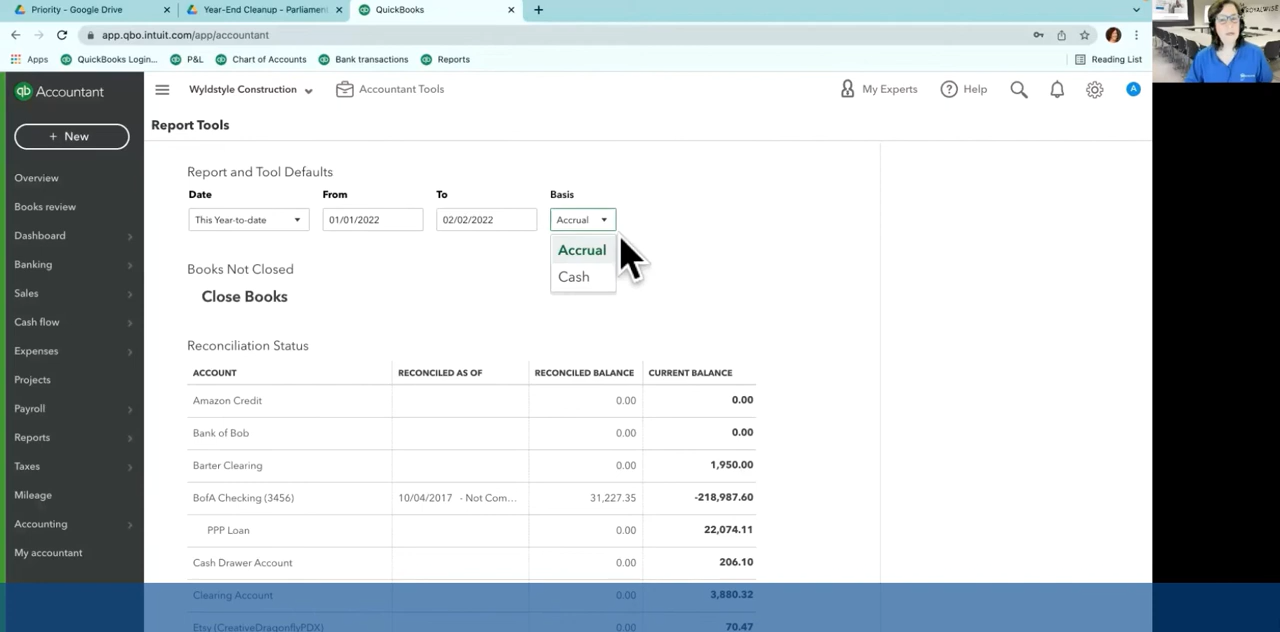 Priority - Google Drive
Year-End Cleanup - Parliament
QuickBooks
app.qbo.intuit.com/app/accountant
Apps
QuickBooks Login...
P&L
Chart of Accounts
Bank transactions
Reports
Reading List
qb Accountant
Wyldstyle Construction
Accountant Tools
My Experts
Help
A
+ New
Report Tools
Overview
Books review
Dashboard
Banking
Sales
Cash flow
Expenses
Projects
Payroll
Reports
Taxes
Mileage
Accounting
My accountant
Report and Tool Defaults
Date From To Basis
This Year-to-date 01/01/2022 02/02/2022 Accrual
Accrual
Cash
Books Not Closed
Close Books
Reconciliation Status
ACCOUNT RECONCILED AS OF RECONCILED BALANCE CURRENT BALANCE
Amazon Credit 0.00 0.00
Bank of Bob 0.00 0.00
Barter Clearing 0.00 1,950.00
BofA Checking (3456) 10/04/2017 - Not Com... 31,227.35 -218,987.60
PPP Loan 0.00 22,074.11
Cash Drawer Account 0.00 206.10
Clearing Account 0.00 3,880.32
Etsy (CreativeDragonflyPDX) 0.00 70.47